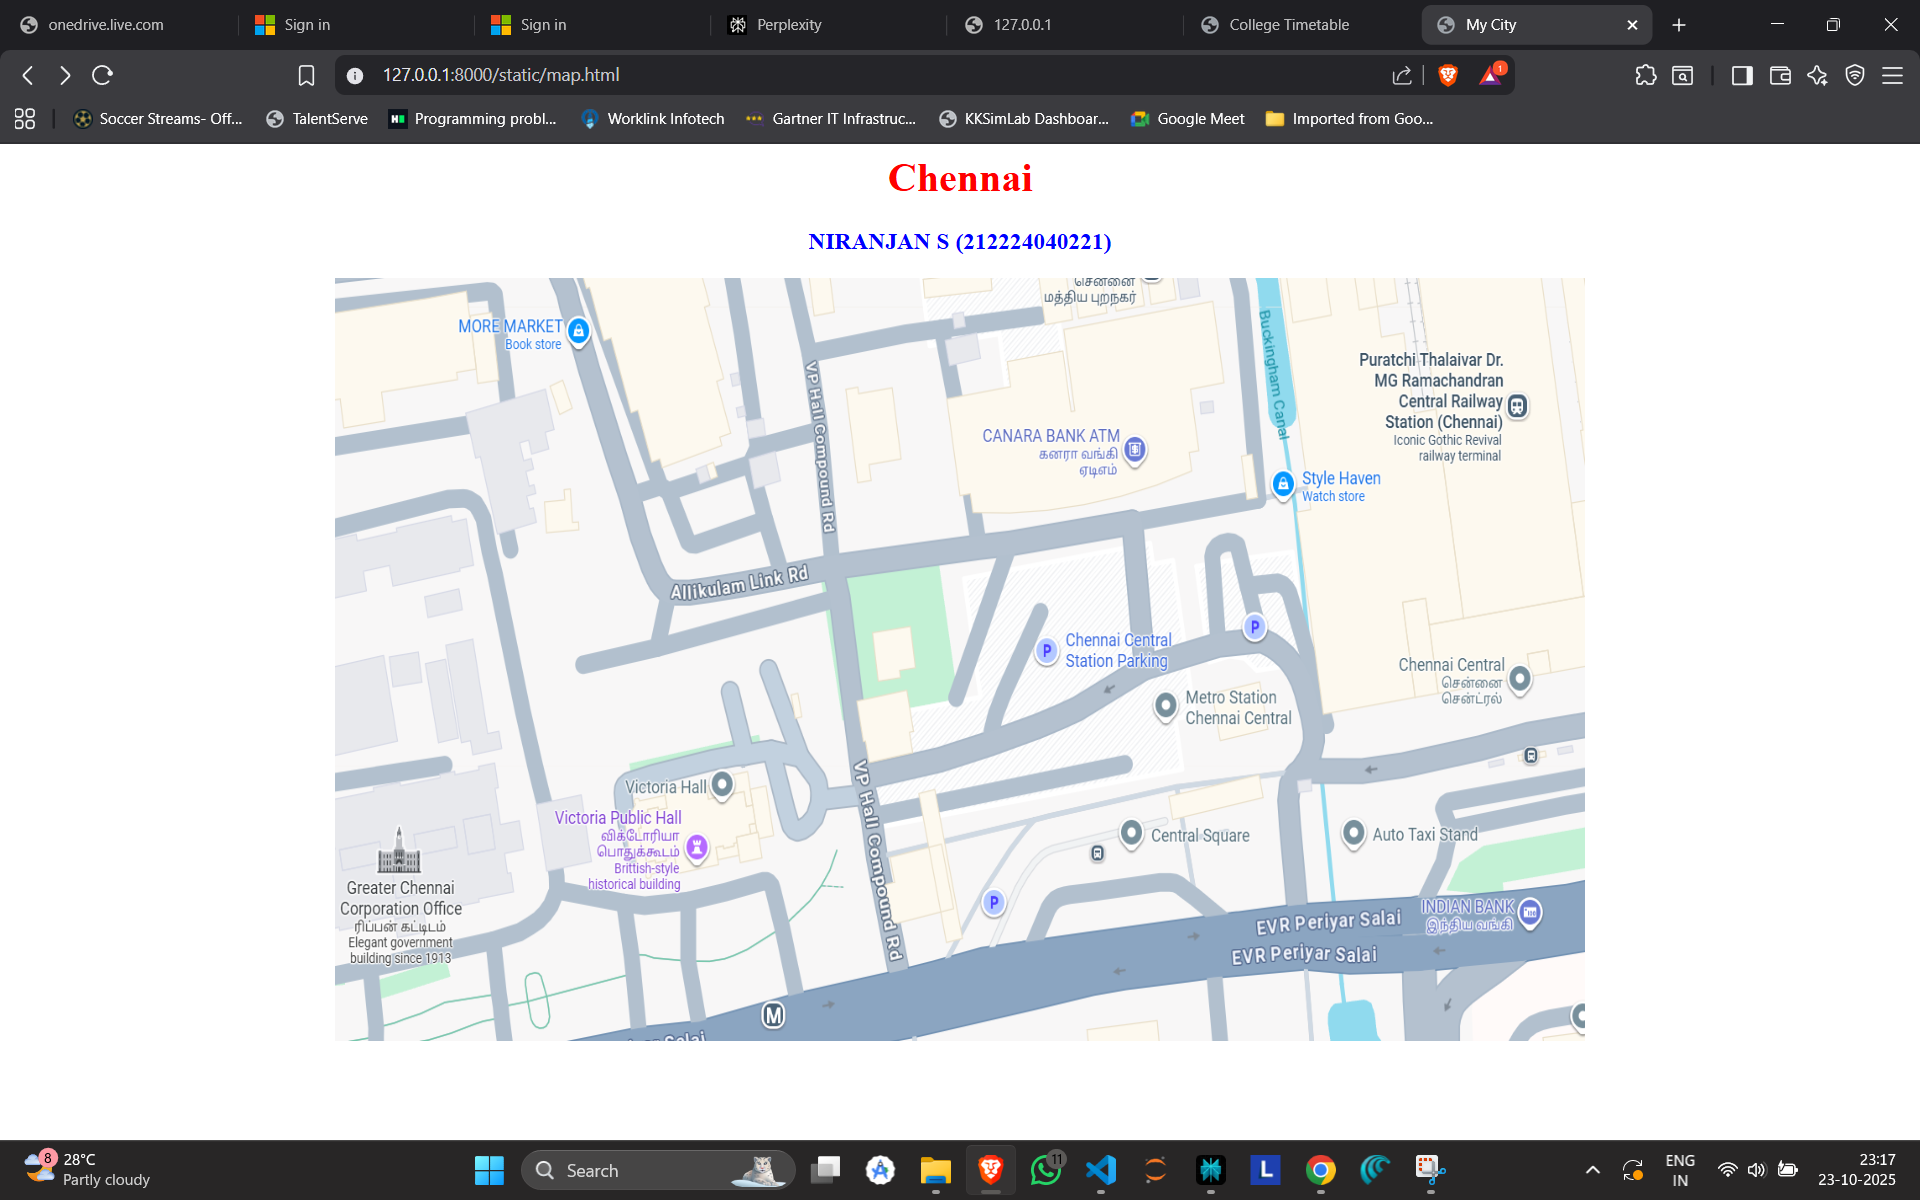 onedrive.live.com
Sign in
Sign in
Perplexity
127.0.0.1
College Timetable
My City
127.0.0.1:8000/static/map.html
1
Soccer Streams- Off...
TalentServe
Programming probl...
Worklink Infotech
Gartner IT Infrastruc...
KKSimLab Dashboar...
Google Meet
Imported from Goo...
Chennai
NIRANJAN S (212224040221)
சென்னை
மத்திய புறநகர்
MORE MARKET
Book store
VP Hall Compound Rd
Buckingham Canal
Puratchi Thalaivar Dr.
MG Ramachandran
Central Railway
Station (Chennai)
Iconic Gothic Revival
railway terminal
CANARA BANK ATM
கனரா வங்கி
ஏடிஎம்
Style Haven
Watch store
Allikulam Link Rd
P
Chennai Central
Station Parking
P
Chennai Central
சென்னை
சென்ட்ரல்
Metro Station
Chennai Central
Victoria Hall
Victoria Public Hall
விக்டோரியா
பொதுக்கூடம்
Brittish-style
historical building
VP Hall Compound Rd
Central Square
Auto Taxi Stand
Greater Chennai
Corporation Office
ரிப்பன் கட்டிடம்
Elegant government
building since 1913
P
EVR Periyar Salai
EVR Periyar Salai
INDIAN BANK
இந்திய வங்கி
M
Salai
8
28°C
Partly cloudy
Search
11
L
ENG
IN
23:17
23-10-2025